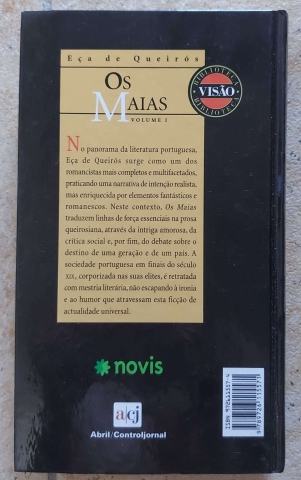 Eça de Queirós
Os
Maias
VOLUME I
BIBLIOTECA
VISÃO
BIBLIOTECA
No panorama da literatura portuguesa,
Eça de Queirós surge como um dos
romancistas mais completos e multifacetados,
praticando uma narrativa de intenção realista,
mas enriquecida por elementos fantásticos e
romanescos. Neste contexto, Os Maias
traduzem linhas de força essenciais na prosa
queirosiana, através da intriga amorosa, da
crítica social e, por fim, do debate sobre o
destino de uma geração e de um país. A
sociedade portuguesa em finais do século
XIX, corporizada nas suas elites, é retratada
com mestria literária, não escapando à ironia
e ao humor que atravessam esta ficção de
actualidade universal.
novis
a/cj
Abril/Controljornal